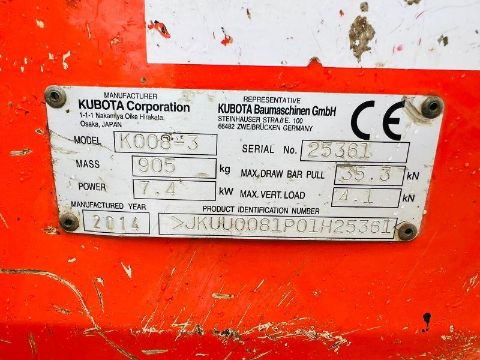 MANUFACTURER REPRESENTATIVE
KUBOTA Corporation KUBOTA Baumaschinen GmbH
1-1-1 Nakamiya Oike Hirakata, STEINHAUSER STRAßE. 100
Osaka, JAPAN 66482 ZWEIBRÜCKEN GERMANY
CE
MODEL K008-3 SERIAL No. 25361
MASS 905 kg MAX.DRAW BAR PULL 35.3 kN
POWER 7.4 kW MAX.VERT.LOAD 4.1 kN
MANUFACTURED YEAR PRODUCT IDENTIFICATION NUMBER
2014 >JKUU0081P01H25361